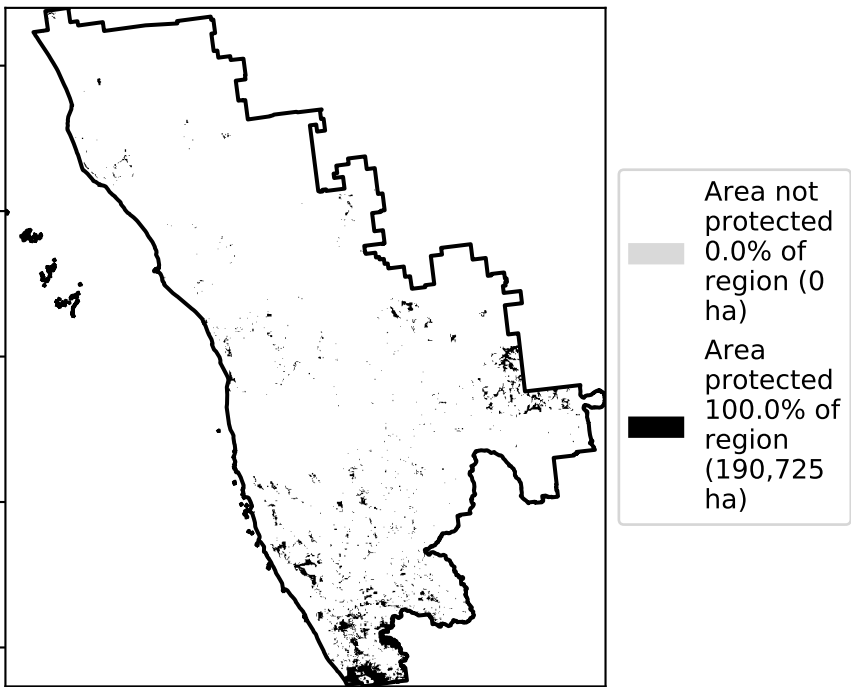 Area not
protected
0.0% of
region (0
ha)
Area
protected
100.0% of
region
(190,725
ha)